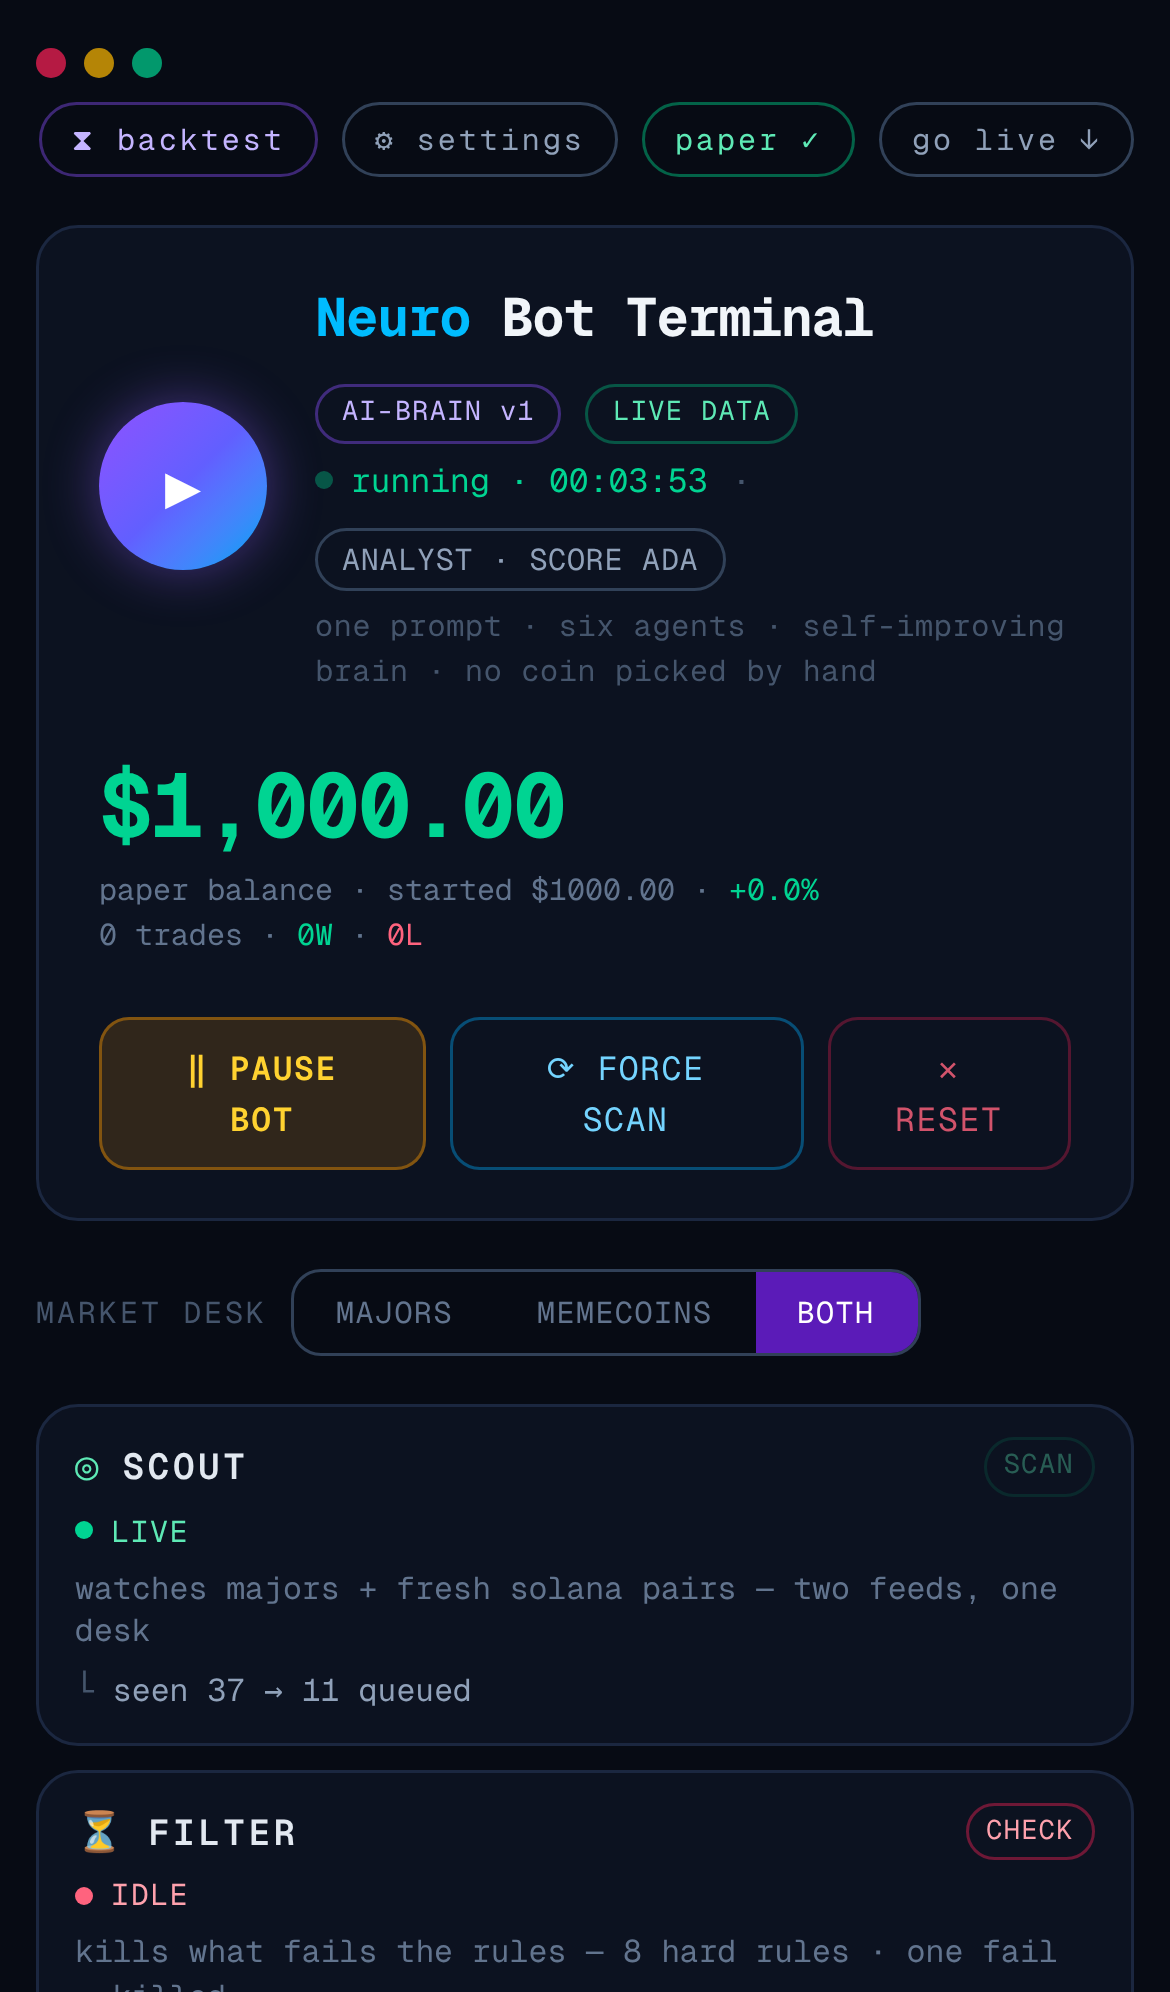 ⧗ backtest
⚙ settings
paper ✓
go live ↓
Neuro Bot Terminal
AI-BRAIN v1
LIVE DATA
running · 00:03:53 ·
ANALYST · SCORE ADA
one prompt · six agents · self-improving
brain · no coin picked by hand
$1,000.00
paper balance · started $1000.00 · +0.0%
0 trades · 0W · 0L
‖ PAUSE
BOT
⟳ FORCE
SCAN
✕
RESET
MARKET DESK
MAJORS
MEMECOINS
BOTH
◎ SCOUT
SCAN
LIVE
watches majors + fresh solana pairs — two feeds, one
desk
└ seen 37 → 11 queued
⏳ FILTER
CHECK
IDLE
kills what fails the rules — 8 hard rules · one fail